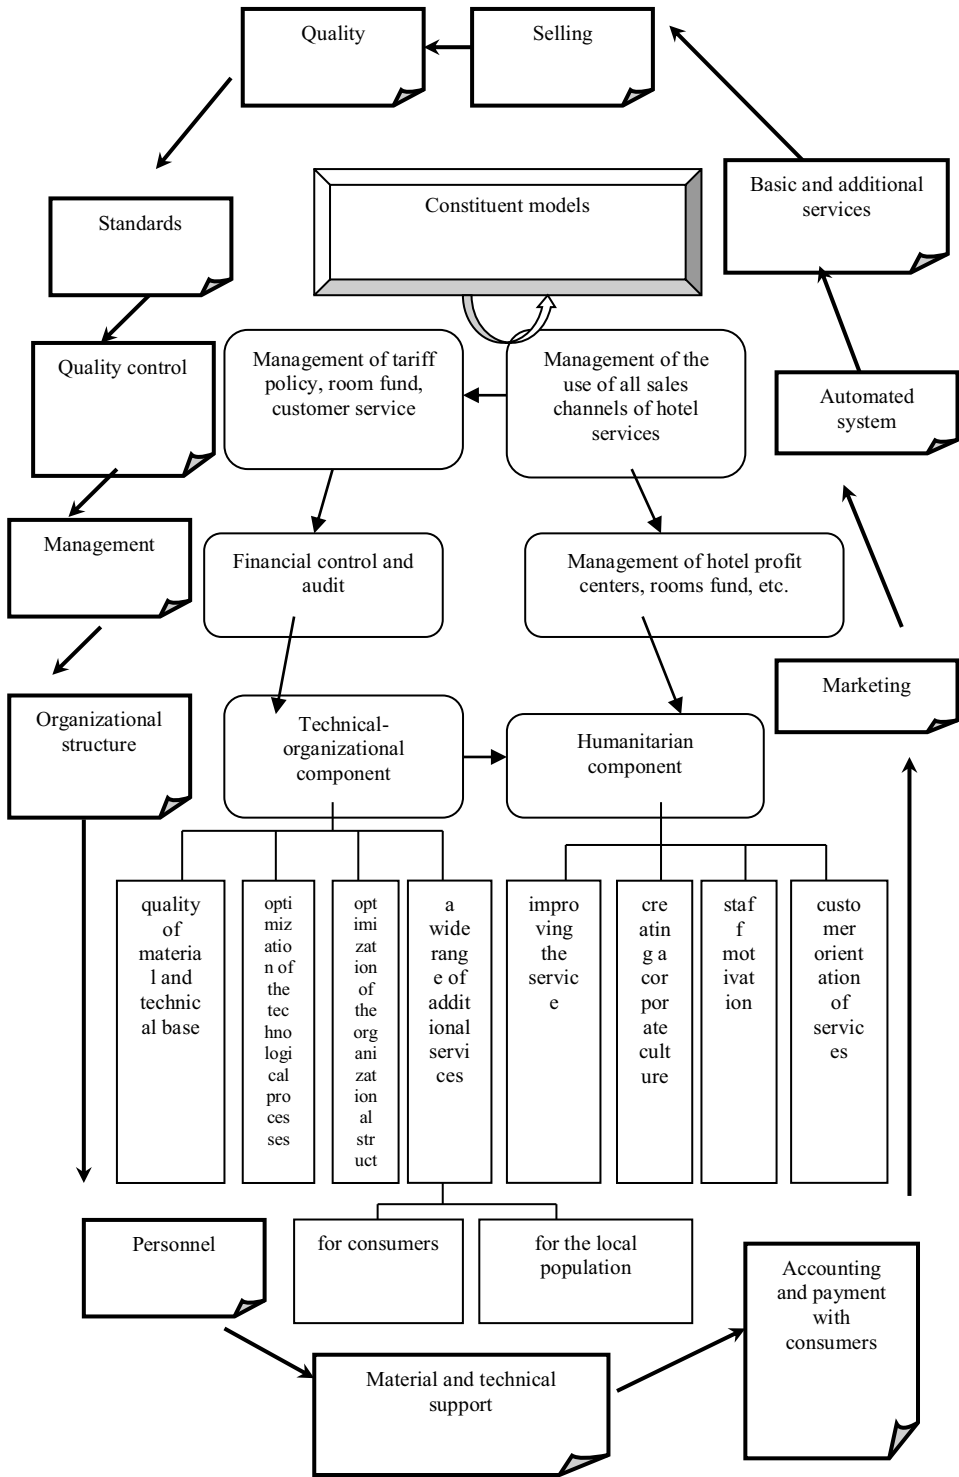 Quality
Selling
Basic and additional
services
Constituent models
Standards
Management of tariff
policy, room fund,
customer service
Management of the
use of all sales
channels of hotel
services
Quality control
Automated
system
Management
Financial control and
audit
Management of hotel profit
centers, rooms fund, etc.
Marketing
Organizational
structure
Technical-
organizational
component
Humanitarian
component
quality
of
materia
l and
technic
al base
opti
miz
atio
n of
the
tec
hno
logi
cal
pro
ces
ses
opt
imi
zat
ion
of
the
org
ani
zat
ion
al
str
uct
a
wide
rang
e of
addit
ional
servi
ces
impro
ving
the
servic
e
cre
atin
g a
cor
por
ate
cult
ure
staf
f
mot
ivat
ion
custo
mer
orient
ation
of
servic
es
Personnel
for consumers
for the local
population
Accounting
and payment
with
consumers
Material and technical
support